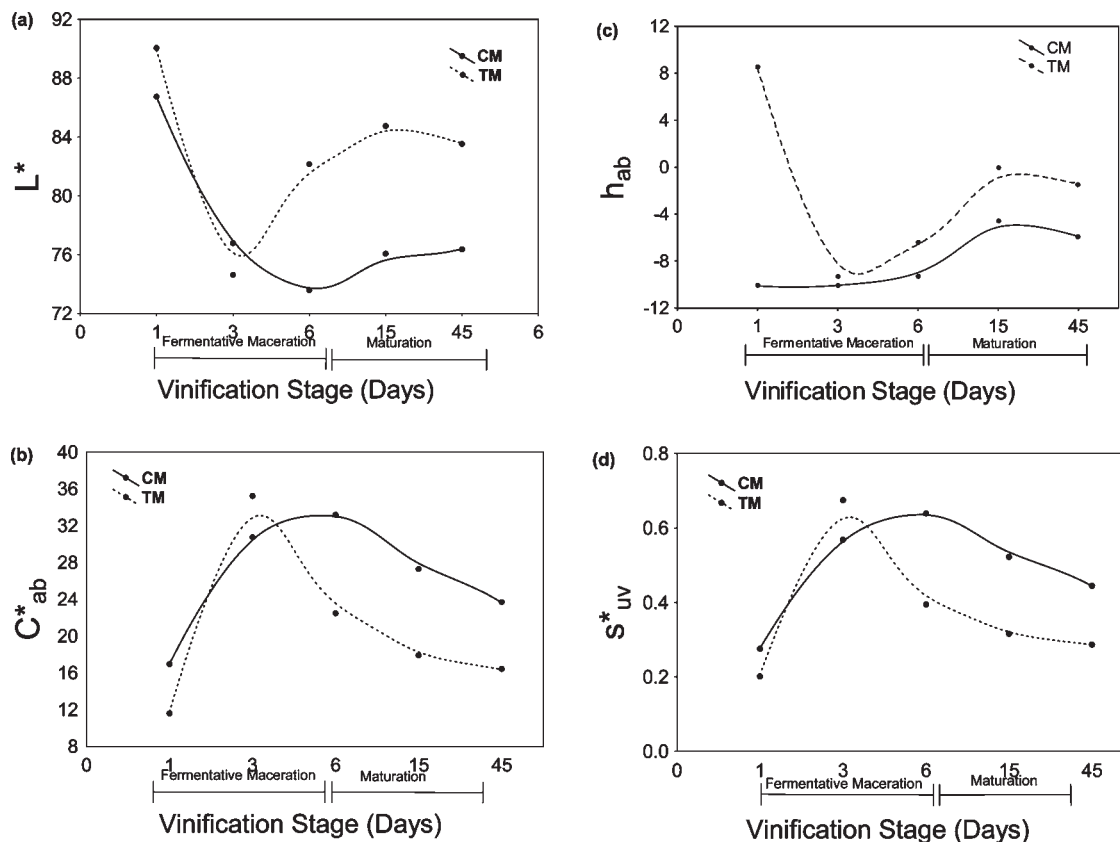 (a)
92
88
84
80
76
72
L*
CM
TM
0 1 3 6 15 45 6
Fermentative Maceration Maturation
Vinification Stage (Days)
(c)
12
8
4
0
-4
-8
-12
hab
CM
TM
0 1 3 6 15 45
Fermentative Maceration Maturation
Vinification Stage (Days)
(b)
40
36
32
28
24
20
16
12
8
C*ab
CM
TM
0 1 3 6 15 45
Fermentative Maceration Maturation
Vinification Stage (Days)
(d)
0.8
0.6
0.4
0.2
0.0
s*uv
CM
TM
0 1 3 6 15 45
Fermentative Maceration Maturation
Vinification Stage (Days)